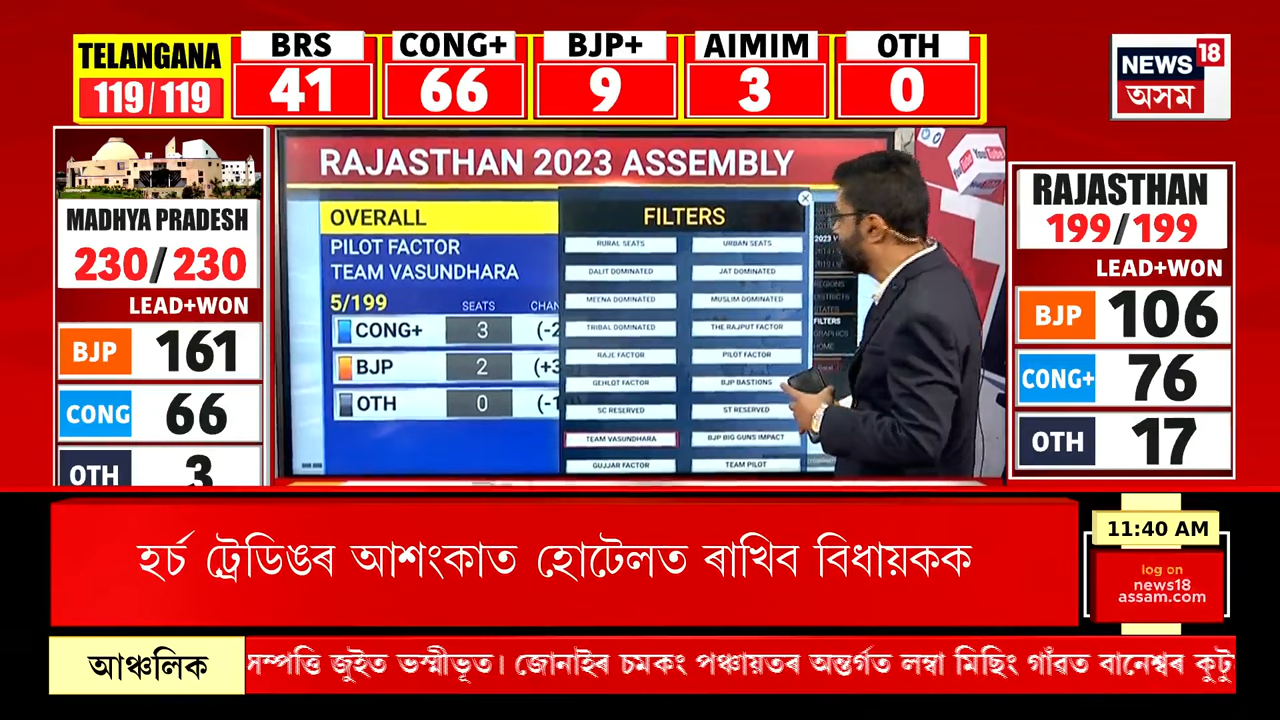 TELANGANA
119/119
BRS
41
CONG+
66
BJP+
9
AIMIM
3
OTH
0
NEWS 18
অসম
MADHYA PRADESH
230/230
LEAD+WON
BJP 161
CONG 66
OTH 3
RAJASTHAN 2023 ASSEMBLY
OVERALL
PILOT FACTOR
TEAM VASUNDHARA
5/199
SEATS
CONG+ 3
BJP 2 (+3
OTH 0
FILTERS
RURAL SEATS URBAN SEATS
DALIT DOMINATED JAT DOMINATED
MEENA DOMINATED MUSLIM DOMINATED
TRIBAL DOMINATED THE RAJPUT FACTOR
RAJE FACTOR PILOT FACTOR
GEHLOT FACTOR BJP BASTIONS
SC RESERVED ST RESERVED
TEAM VASUNDHARA BJP BIG GUNS IMPACT
GUJJAR FACTOR TEAM PILOT
RAJASTHAN
199/199
LEAD+WON
BJP 106
CONG+ 76
OTH 17
হৰ্চ ট্ৰেডিঙৰ আশংকাত হোটেলত ৰাখিব বিধায়কক
11:40 AM
log on
news18
assam.com
আঞ্চলিক
সম্পত্তি জুইত ভস্মীভূত। জোনাইৰ চমকং পঞ্চায়তৰ অন্তৰ্গত লম্বা মিছিং গাঁৱত বানেশ্বৰ কুটু